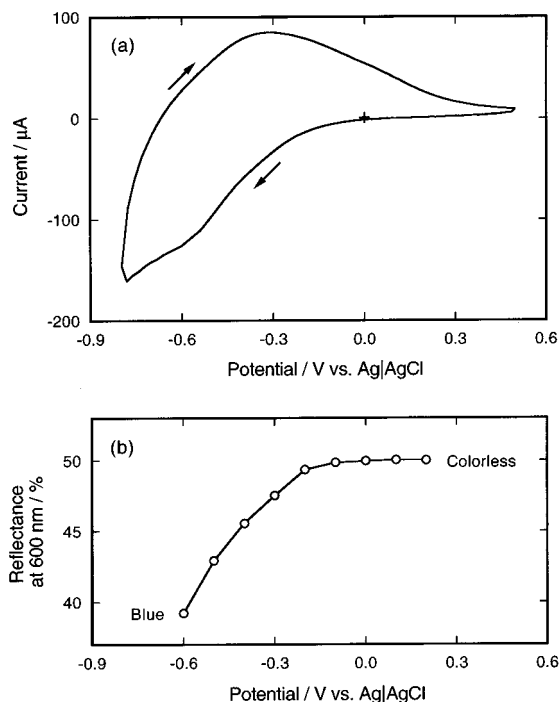 (a)
100
0
-100
-200
Current / μA
-0.9
-0.6
-0.3
0.0
0.3
0.6
Potential / V vs. Ag|AgCl
(b)
50
45
40
Reflectance
at 600 nm / %
Colorless
Blue
-0.9
-0.6
-0.3
0.0
0.3
0.6
Potential / V vs. Ag|AgCl